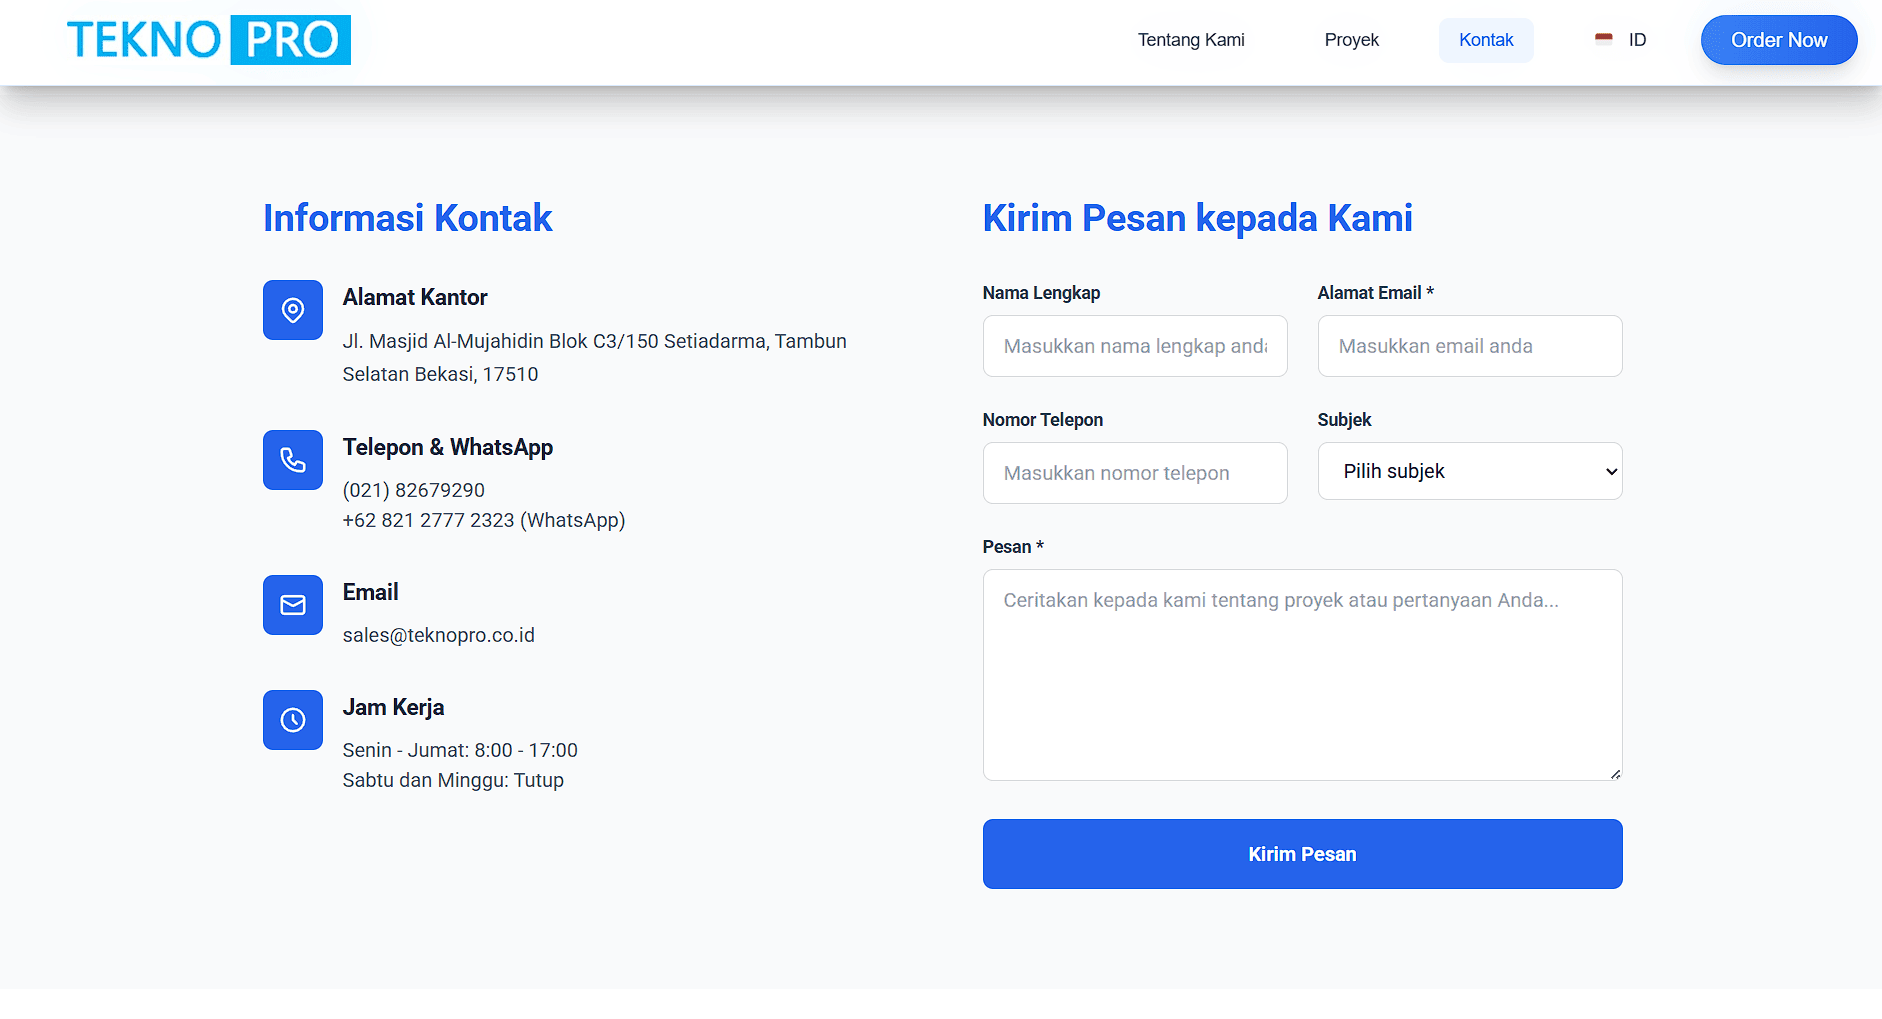 TEKNO PRO
Tentang Kami
Proyek
Kontak
ID
Order Now
Informasi Kontak
Alamat Kantor
Jl. Masjid Al-Mujahidin Blok C3/150 Setiadarma, Tambun
Selatan Bekasi, 17510
Telepon & WhatsApp
(021) 82679290
+62 821 2777 2323 (WhatsApp)
Email
sales@teknopro.co.id
Jam Kerja
Senin - Jumat: 8:00 - 17:00
Sabtu dan Minggu: Tutup
Kirim Pesan kepada Kami
Nama Lengkap
Masukkan nama lengkap anda
Alamat Email *
Masukkan email anda
Nomor Telepon
Masukkan nomor telepon
Subjek
Pilih subjek
Pesan *
Ceritakan kepada kami tentang proyek atau pertanyaan Anda...
Kirim Pesan